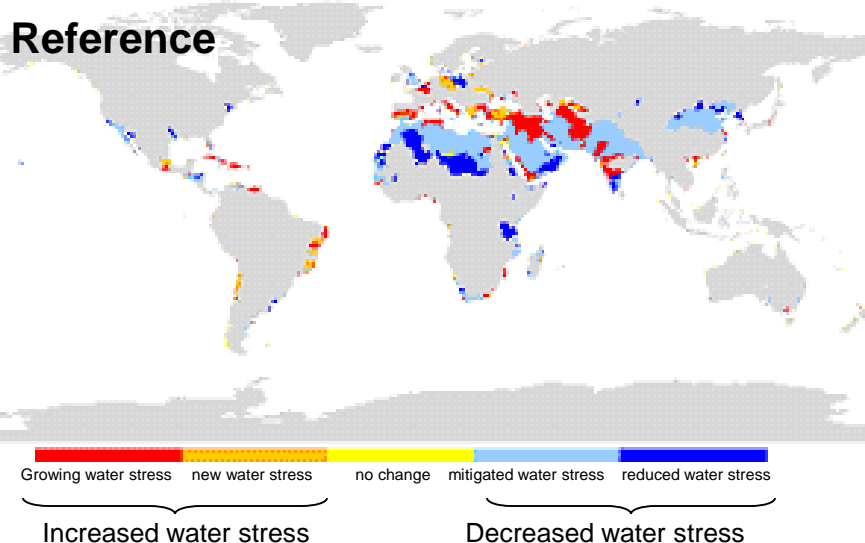 Reference
Growing water stress new water stress no change mitigated water stress reduced water stress
Increased water stress Decreased water stress